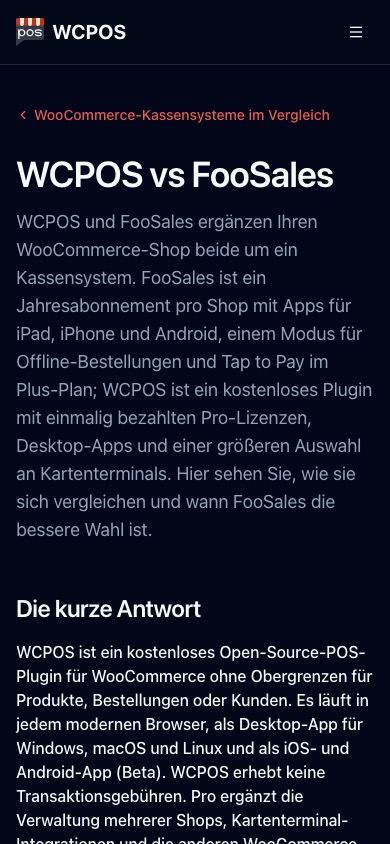 pos WCPOS
WooCommerce-Kassensysteme im Vergleich
WCPOS vs FooSales
WCPOS und FooSales ergänzen Ihren
WooCommerce-Shop beide um ein
Kassensystem. FooSales ist ein
Jahresabonnement pro Shop mit Apps für
iPad, iPhone und Android, einem Modus für
Offline-Bestellungen und Tap to Pay im
Plus-Plan; WCPOS ist ein kostenloses Plugin
mit einmalig bezahlten Pro-Lizenzen,
Desktop-Apps und einer größeren Auswahl
an Kartenterminals. Hier sehen Sie, wie sie
sich vergleichen und wann FooSales die
bessere Wahl ist.
Die kurze Antwort
WCPOS ist ein kostenloses Open-Source-POS-
Plugin für WooCommerce ohne Obergrenzen für
Produkte, Bestellungen oder Kunden. Es läuft in
jedem modernen Browser, als Desktop-App für
Windows, macOS und Linux und als iOS- und
Android-App (Beta). WCPOS erhebt keine
Transaktionsgebühren. Pro ergänzt die
Verwaltung mehrerer Shops, Kartenterminal-
Integrationen und die anderen WooCommerce-